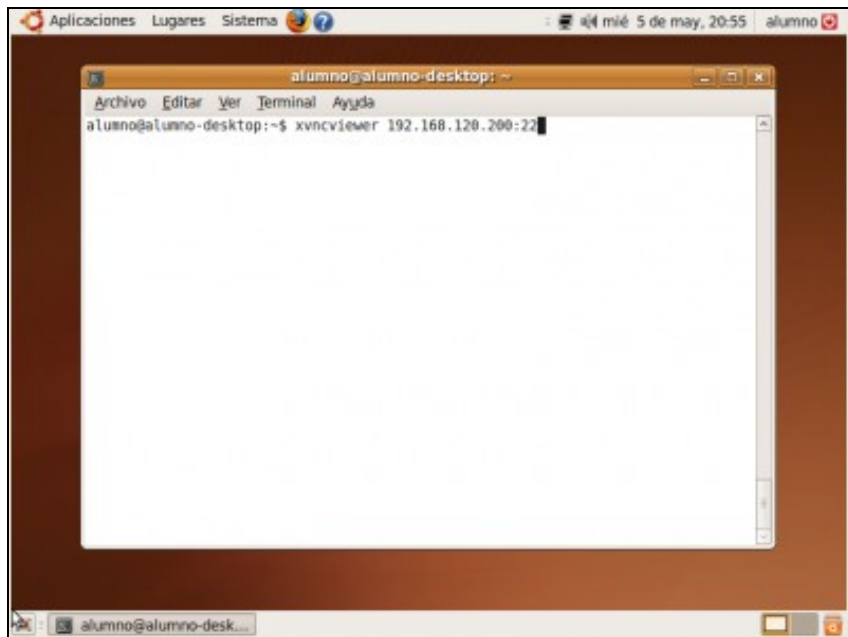 Aplicaciones Lugares Sistema mié 5 de may, 20:55 alumno
alumno@alumno-desktop: ~
Archivo Editar Ver Terminal Ayuda
alumno@alumno-desktop:~$ xvncviewer 192.168.120.200:22
alumno@alumno-desk...